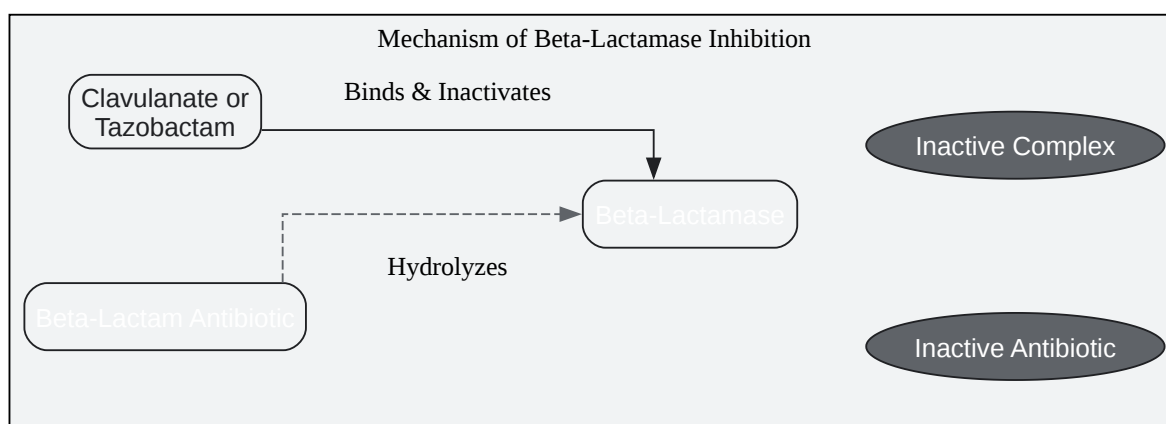 Mechanism of Beta-Lactamase Inhibition
Clavulanate or
Tazobactam
Binds & Inactivates
Inactive Complex
Beta-Lactamase
Hydrolyzes
Beta-Lactam Antibiotic
Inactive Antibiotic